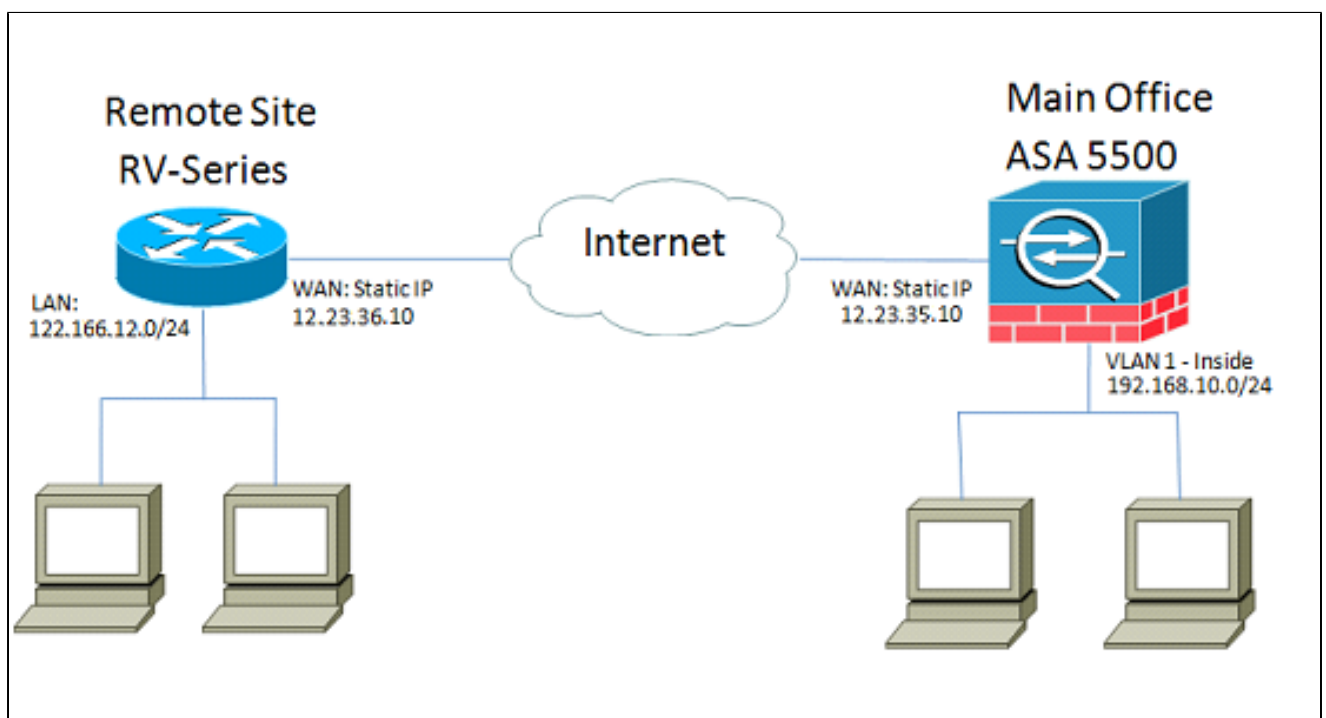 Remote Site
RV-Series
LAN:
122.166.12.0/24
WAN: Static IP
12.23.36.10
Internet
Main Office
ASA 5500
WAN: Static IP
12.23.35.10
VLAN 1 - Inside
192.168.10.0/24